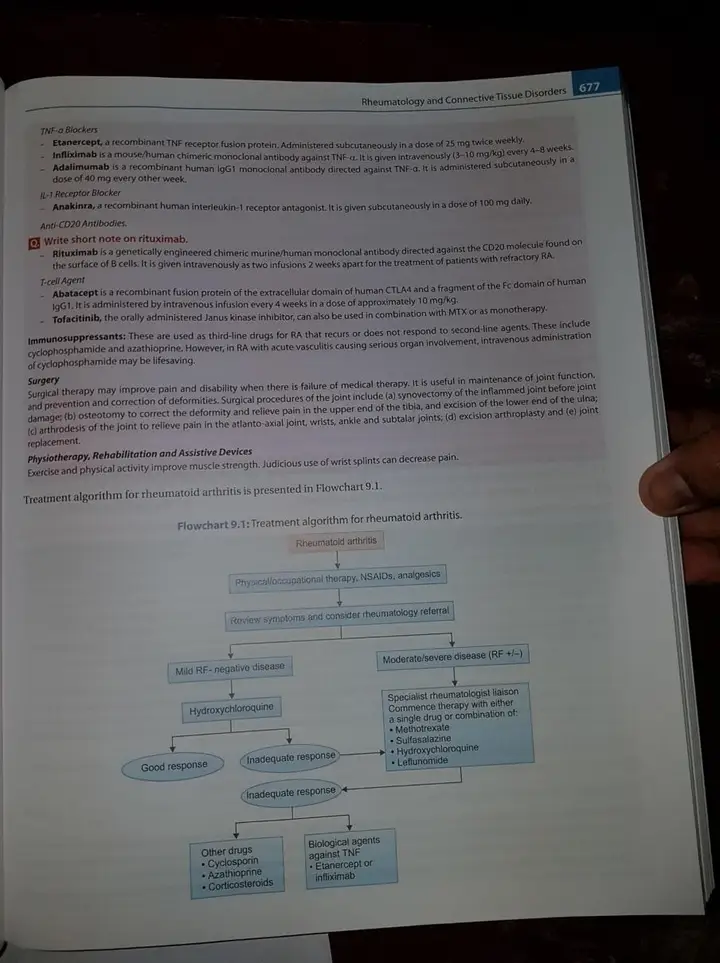 Rheumatology and Connective Tissue Disorders 677
TNF-α Blockers
- Etanercept, a recombinant TNF receptor fusion protein. Administered subcutaneously in a dose of 25 mg twice weekly.
- Infliximab is a mouse/human chimeric monoclonal antibody against TNF-α. It is given intravenously (3–10 mg/kg) every 4–8 weeks.
- Adalimumab is a recombinant human IgG1 monoclonal antibody directed against TNF-α. It is administered subcutaneously in a
dose of 40 mg every other week.
IL-1 Receptor Blocker
- Anakinra, a recombinant human interleukin-1 receptor antagonist. It is given subcutaneously in a dose of 100 mg daily.
Anti-CD20 Antibodies.
Q Write short note on rituximab.
- Rituximab is a genetically engineered chimeric murine/human monoclonal antibody directed against the CD20 molecule found on
the surface of B cells. It is given intravenously as two infusions 2 weeks apart for the treatment of patients with refractory RA.
T-cell Agent
- Abatacept is a recombinant fusion protein of the extracellular domain of human CTLA4 and a fragment of the Fc domain of human
IgG1. It is administered by intravenous infusion every 4 weeks in a dose of approximately 10 mg/kg.
- Tofacitinib, the orally administered Janus kinase inhibitor, can also be used in combination with MTX or as monotherapy.
Immunosuppressants: These are used as third-line drugs for RA that recurs or does not respond to second-line agents. These include
cyclophosphamide and azathioprine. However, in RA with acute vasculitis causing serious organ involvement, intravenous administration
of cyclophosphamide may be lifesaving.
Surgery
Surgical therapy may improve pain and disability when there is failure of medical therapy. It is useful in maintenance of joint function,
and prevention and correction of deformities. Surgical procedures of the joint include (a) synovectomy of the inflammed joint before joint
damage; (b) osteotomy to correct the deformity and relieve pain in the upper end of the tibia, and excision of the lower end of the ulna;
(c) arthrodesis of the joint to relieve pain in the atlanto-axial joint, wrists, ankle and subtalar joints; (d) excision arthroplasty and (e) joint
replacement.
Physiotherapy, Rehabilitation and Assistive Devices
Exercise and physical activity improve muscle strength. Judicious use of wrist splints can decrease pain.
Treatment algorithm for rheumatoid arthritis is presented in Flowchart 9.1.
Flowchart 9.1: Treatment algorithm for rheumatoid arthritis.
Rheumatoid arthritis
Physical/occupational therapy, NSAIDs, analgesics
Review symptoms and consider rheumatology referral
Mild RF- negative disease
Moderate/severe disease (RF +/–)
Hydroxychloroquine
Specialist rheumatologist liaison
Commence therapy with either
a single drug or combination of:
• Methotrexate
• Sulfasalazine
• Hydroxychloroquine
• Leflunomide
Good response
Inadequate response
Inadequate response
Other drugs
• Cyclosporin
• Azathioprine
• Corticosteroids
Biological agents
against TNF
• Etanercept or
infliximab